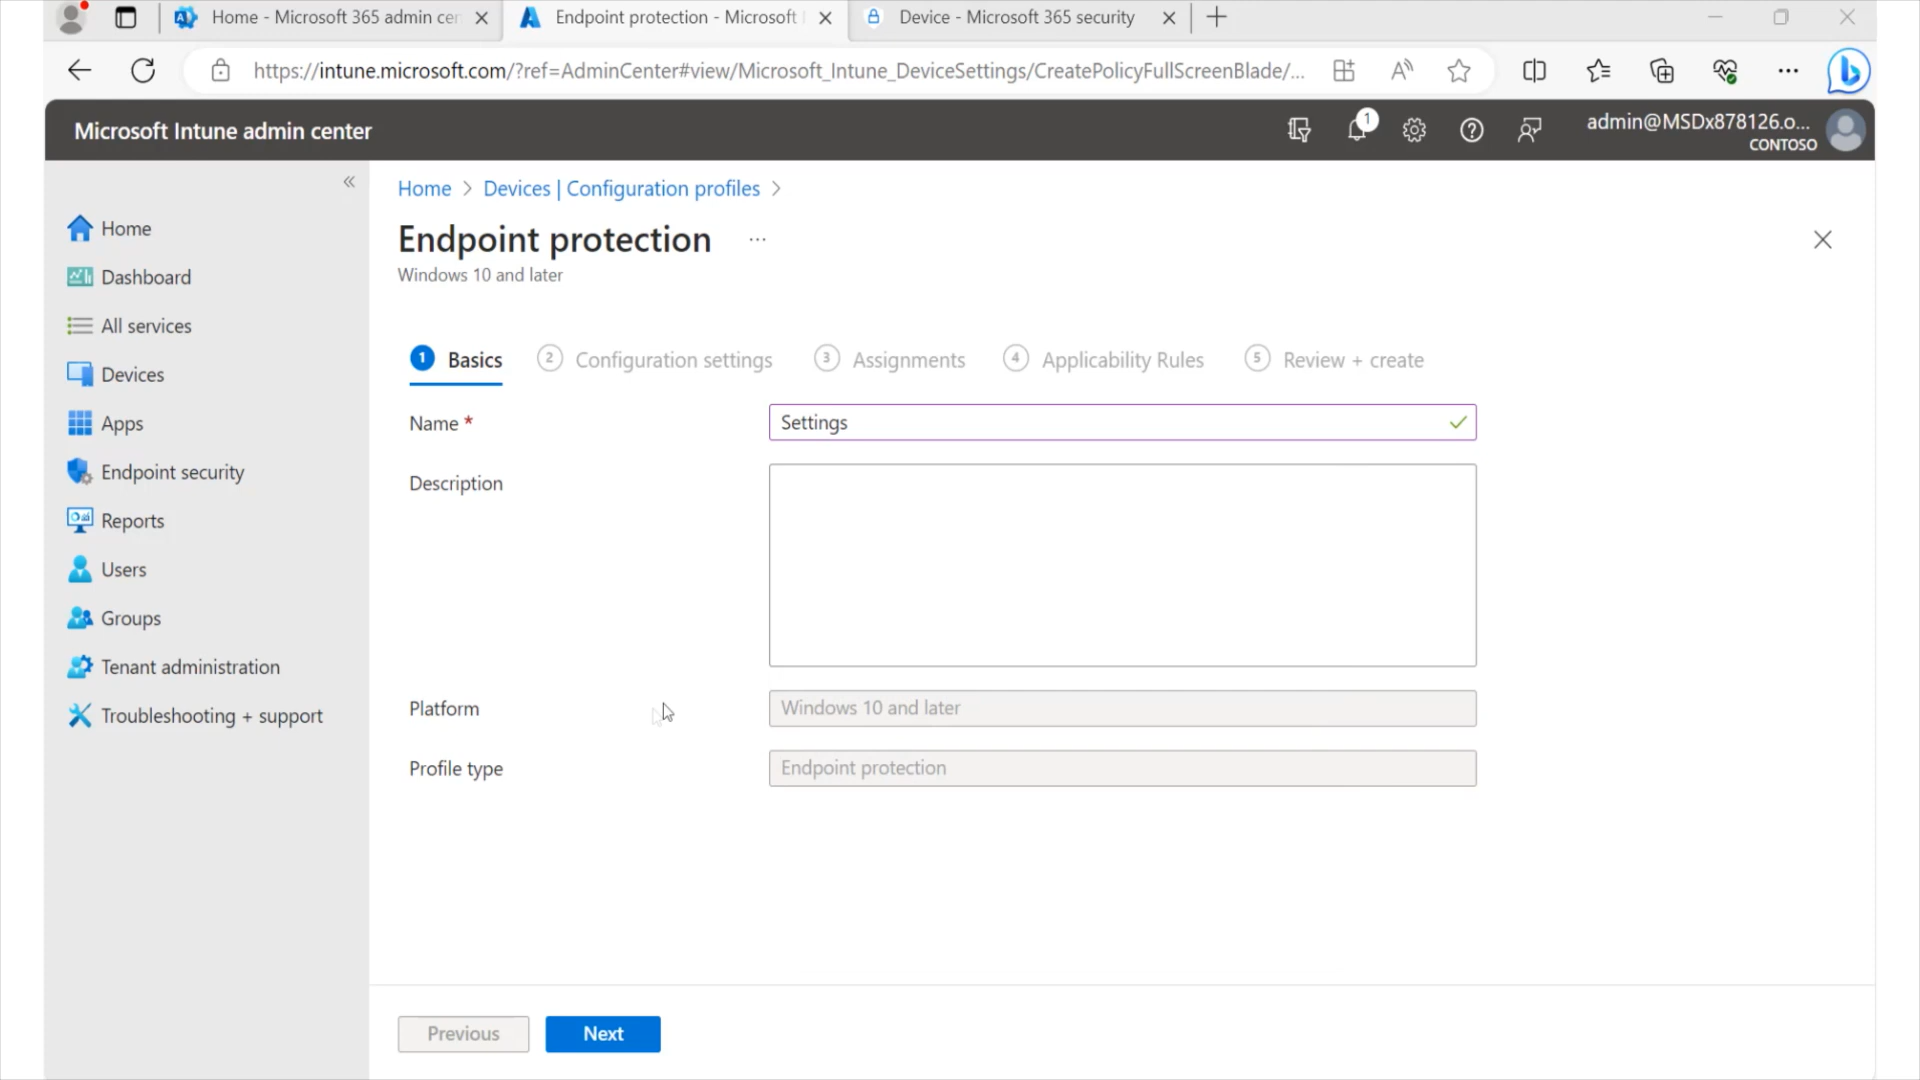 Home - Microsoft 365 admin cer
Endpoint protection - Microsoft
Device - Microsoft 365 security
https://intune.microsoft.com/?ref=AdminCenter#view/Microsoft_Intune_DeviceSettings/CreatePolicyFullScreenBlade/...
Microsoft Intune admin center
1
admin@MSDx878126.o...
CONTOSO
Home
Dashboard
All services
Devices
Apps
Endpoint security
Reports
Users
Groups
Tenant administration
Troubleshooting + support
Home > Devices | Configuration profiles >
Endpoint protection ...
Windows 10 and later
1 Basics
2 Configuration settings
3 Assignments
4 Applicability Rules
5 Review + create
Name *
Settings
Description
Platform
Windows 10 and later
Profile type
Endpoint protection
Previous
Next